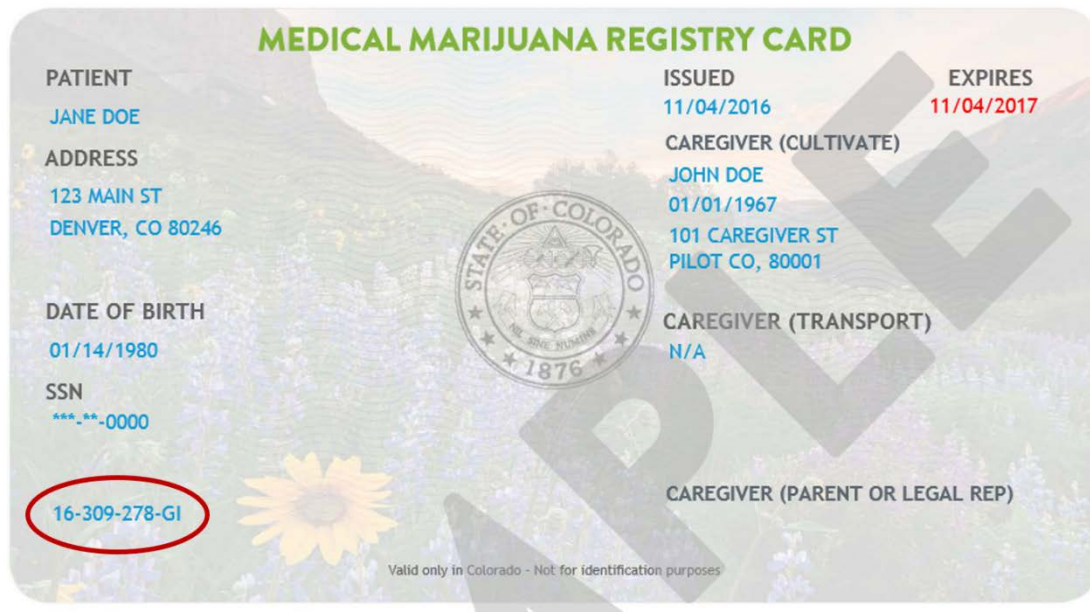 MEDICAL MARIJUANA REGISTRY CARD
PATIENT
JANE DOE
ADDRESS
123 MAIN ST
DENVER, CO 80246
DATE OF BIRTH
01/14/1980
SSN
***-**-0000
16-309-278-GI
ISSUED
11/04/2016
EXPIRES
11/04/2017
CAREGIVER (CULTIVATE)
JOHN DOE
01/01/1967
101 CAREGIVER ST
PILOT CO, 80001
CAREGIVER (TRANSPORT)
N/A
CAREGIVER (PARENT OR LEGAL REP)
STATE·OF·COLORADO
NIL SINE NUMINE
1876
Valid only in Colorado - Not for identification purposes